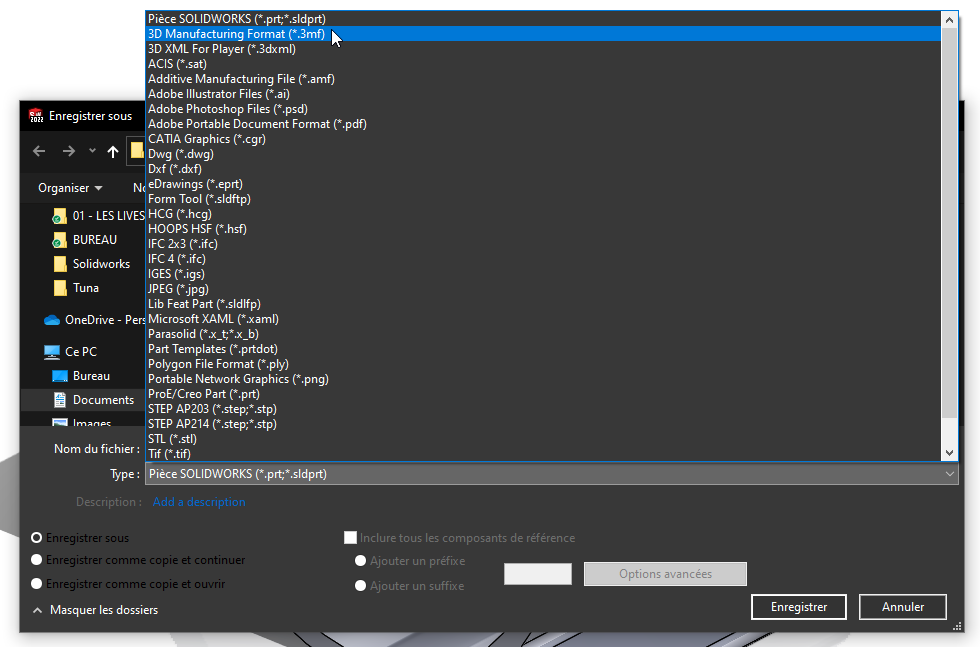 Pièce SOLIDWORKS (*.prt;*.sldprt)
3D Manufacturing Format (*.3mf)
3D XML For Player (*.3dxml)
ACIS (*.sat)
Additive Manufacturing File (*.amf)
Adobe Illustrator Files (*.ai)
Adobe Photoshop Files (*.psd)
Adobe Portable Document Format (*.pdf)
CATIA Graphics (*.cgr)
Dwg (*.dwg)
Dxf (*.dxf)
eDrawings (*.eprt)
Form Tool (*.sldftp)
HCG (*.hcg)
HOOPS HSF (*.hsf)
IFC 2x3 (*.ifc)
IFC 4 (*.ifc)
IGES (*.igs)
JPEG (*.jpg)
Lib Feat Part (*.sldlfp)
Microsoft XAML (*.xaml)
Parasolid (*.x_t;*.x_b)
Part Templates (*.prtdot)
Polygon File Format (*.ply)
Portable Network Graphics (*.png)
ProE/Creo Part (*.prt)
STEP AP203 (*.step;*.stp)
STEP AP214 (*.step;*.stp)
STL (*.stl)
Tif (*.tif)
SW 2022 Enregistrer sous
Organiser No
01 - LES LIVES
BUREAU
Solidworks
Tuna
OneDrive - Pers
Ce PC
Bureau
Documents
Images
Nom du fichier :
Type : Pièce SOLIDWORKS (*.prt;*.sldprt)
Description : Add a description
Enregistrer sous
Enregistrer comme copie et continuer
Enregistrer comme copie et ouvrir
Inclure tous les composants de référence
Ajouter un préfixe
Ajouter un suffixe
Options avancées
Masquer les dossiers
Enregistrer
Annuler